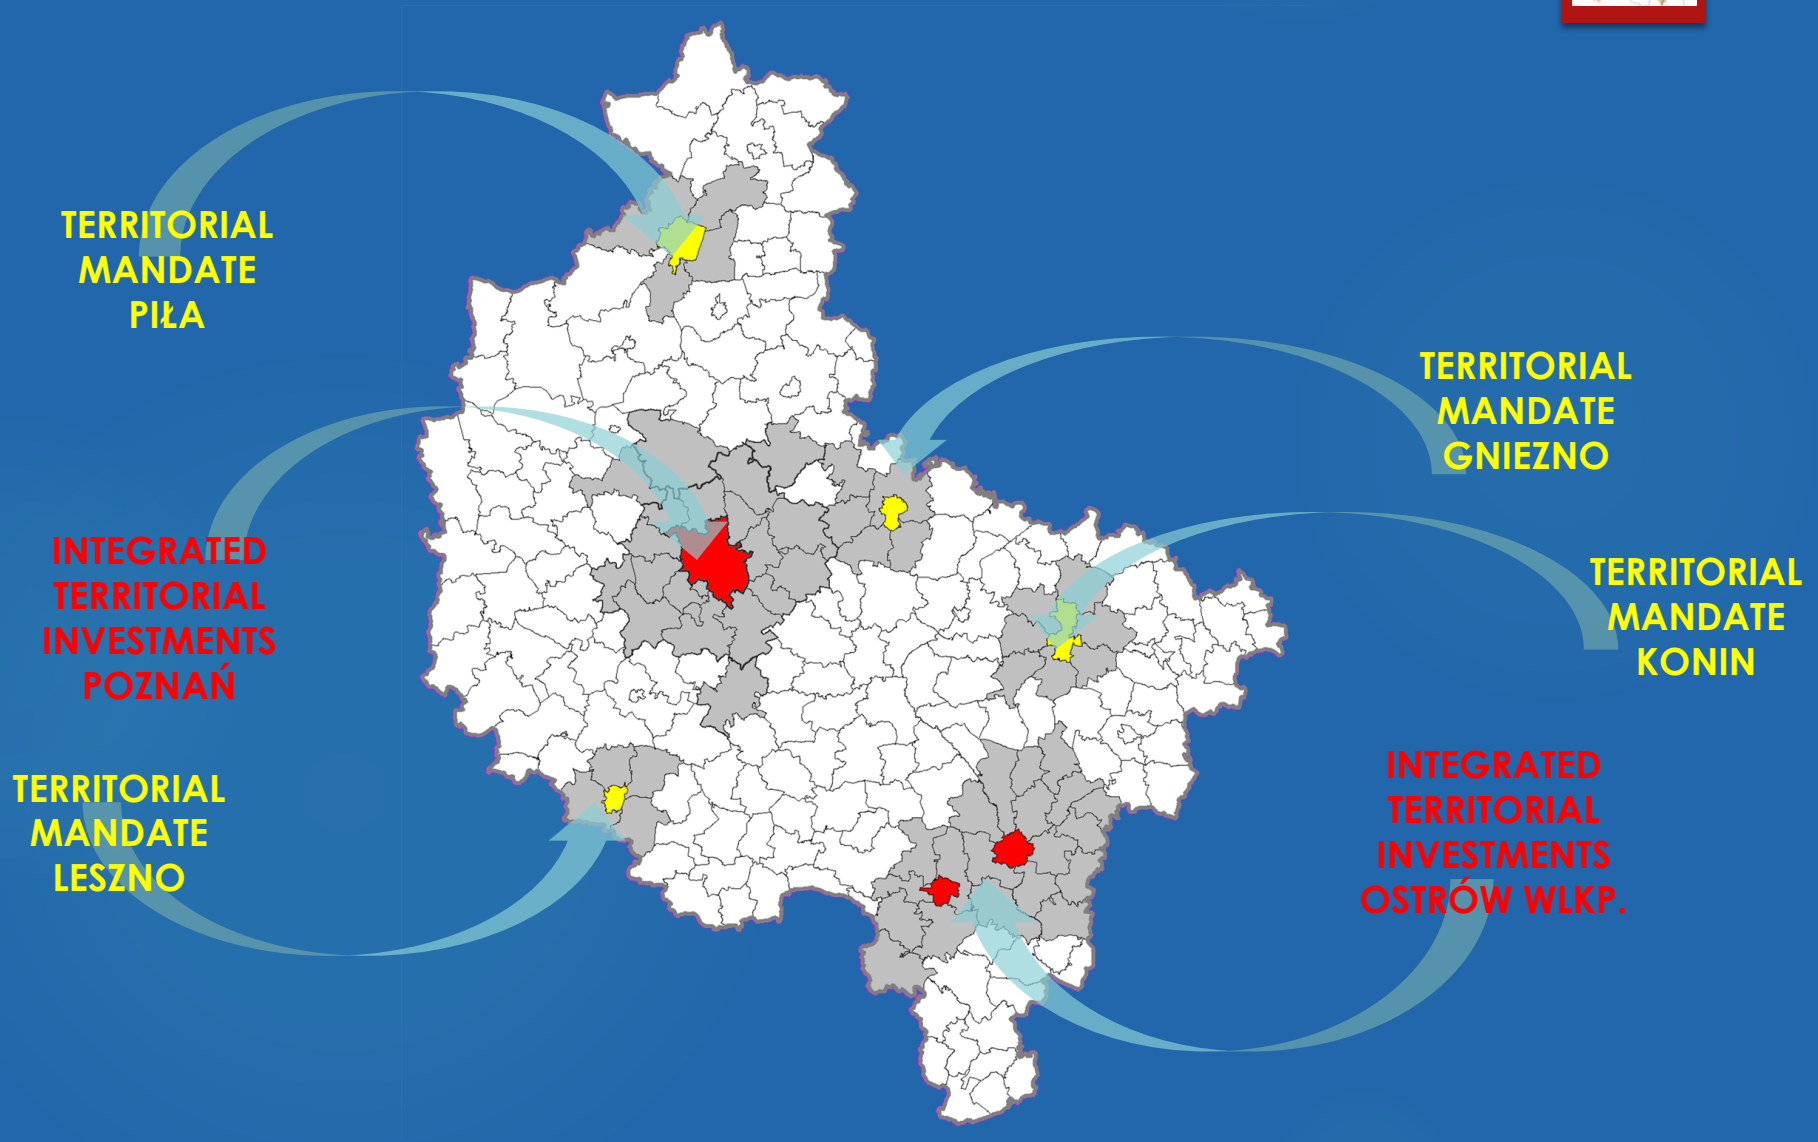 TERRITORIAL
MANDATE
PIŁA
INTEGRATED
TERRITORIAL
INVESTMENTS
POZNAŃ
TERRITORIAL
MANDATE
LESZNO
TERRITORIAL
MANDATE
GNIEZNO
TERRITORIAL
MANDATE
KONIN
INTEGRATED
TERRITORIAL
INVESTMENTS
OSTRÓW WLKP.